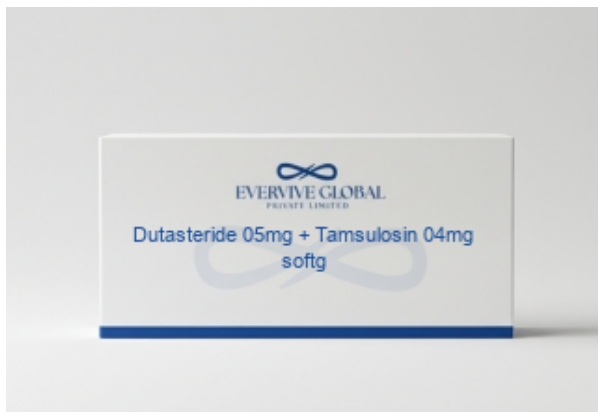 EVERVIVE GLOBAL
PRIVATE LIMITED
Dutasteride 05mg + Tamsulosin 04mg
softg